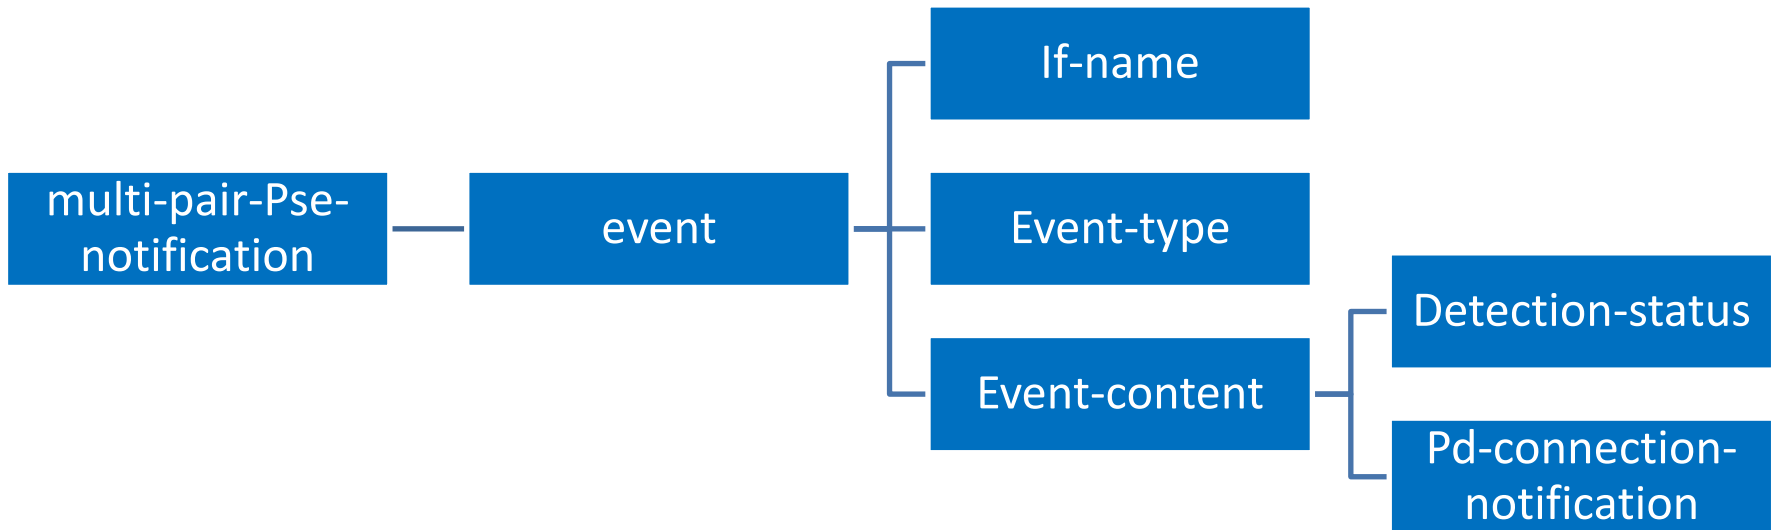 If-name
multi-pair-Pse-
notification
event
Event-type
Event-content
Detection-status
Pd-connection-
notification